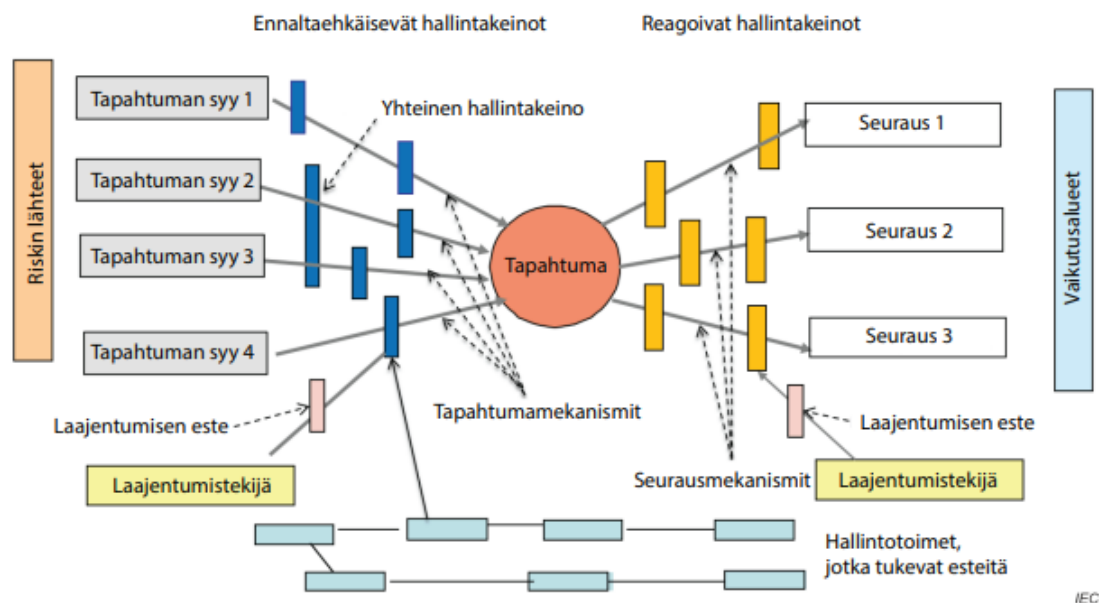 Ennaltaehkäisevät hallintakeinot
Reagoivat hallintakeinot
Riskin lähteet
Tapahtuman syy 1
Yhteinen hallintakeino
Seuraus 1
Tapahtuman syy 2
Tapahtuman syy 3
Tapahtuma
Seuraus 2
Vaikutusalueet
Tapahtuman syy 4
Seuraus 3
Laajentumisen este
Tapahtumamekanismit
Laajentumisen este
Laajentumistekijä
Seurausmekanismit
Laajentumistekijä
Hallintotoimet,
jotka tukevat esteitä
IEC